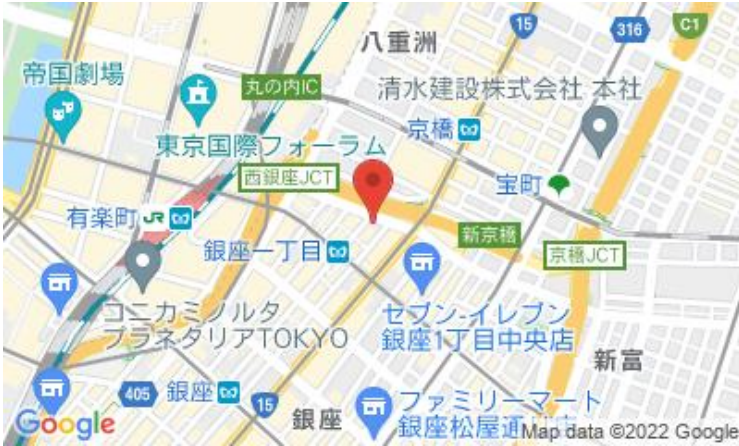 15
316
C1
八重洲
帝国劇場
丸の内IC
清水建設株式会社 本社
東京国際フォーラム
京橋
西銀座JCT
宝町
有楽町 JR
銀座一丁目
新京橋
京橋JCT
コニカミノルタ
プラネタリアTOKYO
セブン-イレブン
銀座1丁目中央店
新富
405
銀座
15
銀座
ファミリーマート
銀座松屋通
Google
Map data ©2022 Google